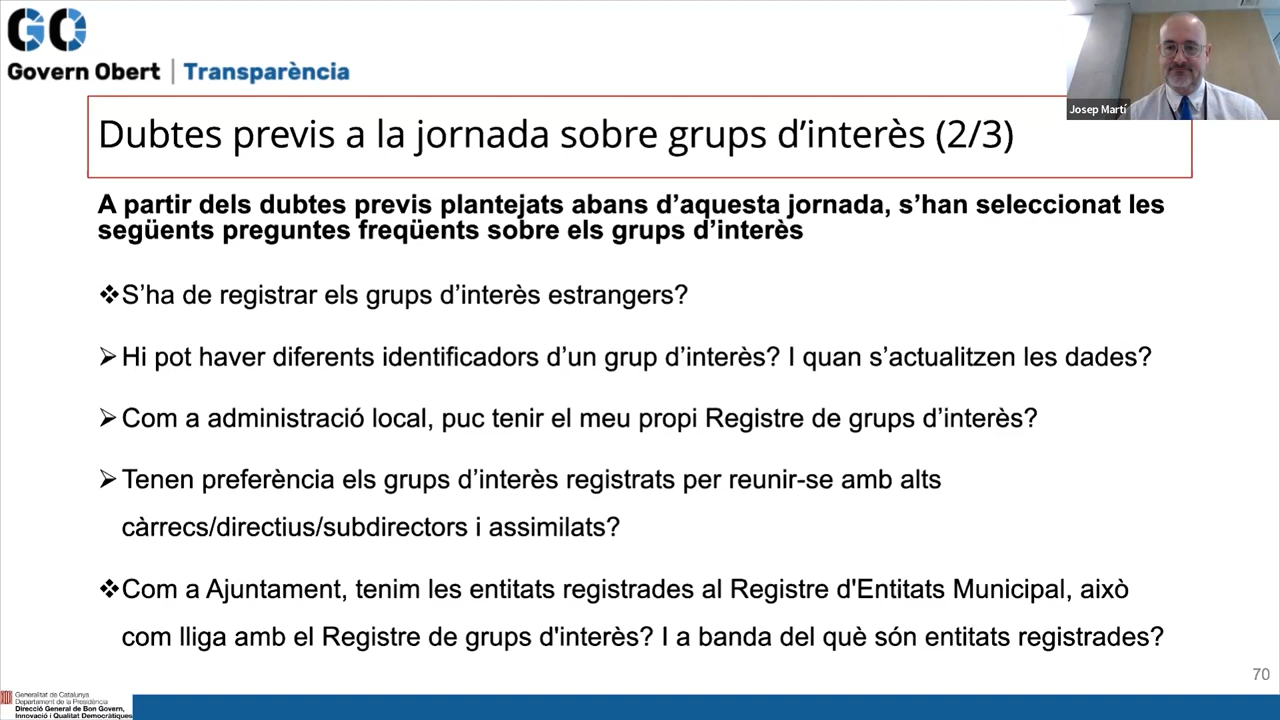 GO
Govern Obert | Transparència
Josep Martí
Dubtes previs a la jornada sobre grups d’interès (2/3)
A partir dels dubtes previs plantejats abans d’aquesta jornada, s’han seleccionat les
següents preguntes freqüents sobre els grups d’interès
❖S’ha de registrar els grups d’interès estrangers?
➢Hi pot haver diferents identificadors d’un grup d’interès? I quan s’actualitzen les dades?
➢Com a administració local, puc tenir el meu propi Registre de grups d’interès?
➢Tenen preferència els grups d’interès registrats per reunir-se amb alts
càrrecs/directius/subdirectors i assimilats?
❖Com a Ajuntament, tenim les entitats registrades al Registre d'Entitats Municipal, això
com lliga amb el Registre de grups d'interès? I a banda del què són entitats registrades?
70
Generalitat de Catalunya
Departament de la Presidència
Direcció General de Bon Govern,
Innovació i Qualitat Democràtiques